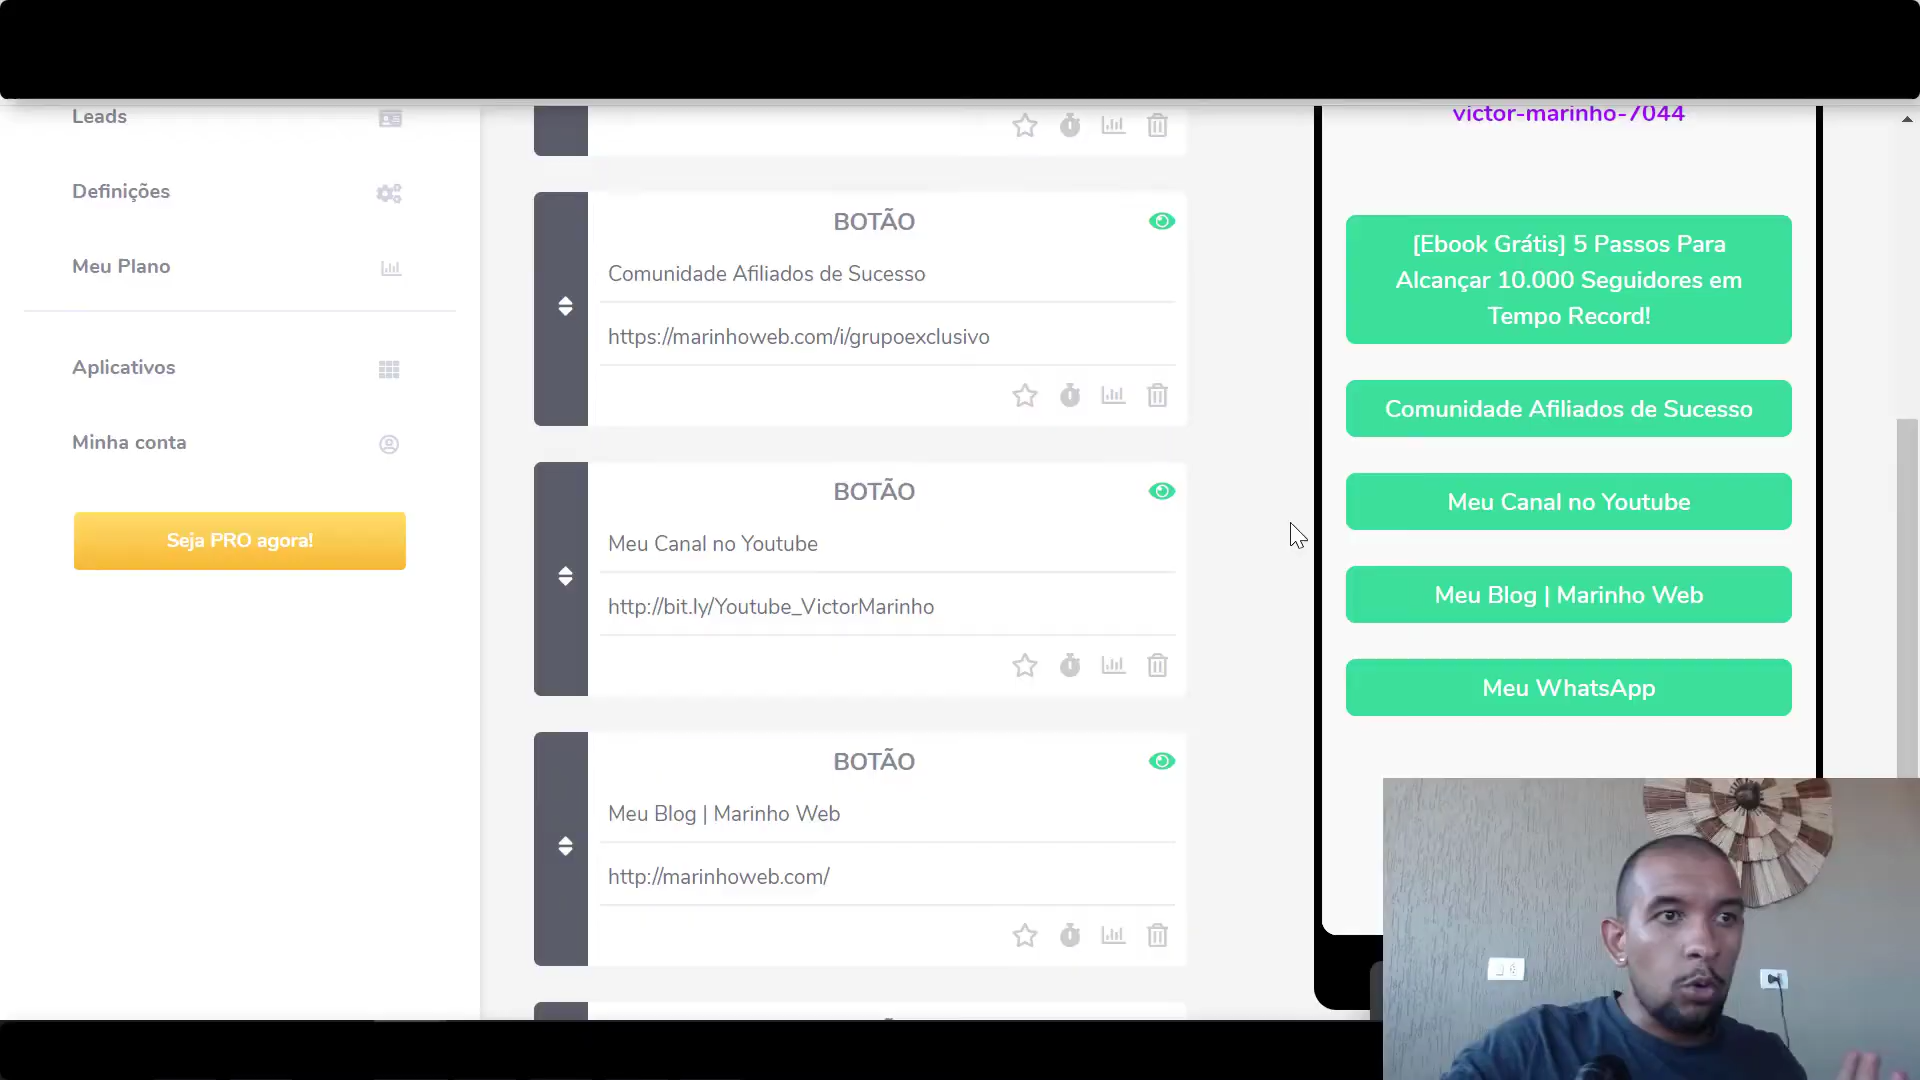 Leads
Definições
Meu Plano
Aplicativos
Minha conta
Seja PRO agora!
BOTÃO
Comunidade Afiliados de Sucesso
https://marinhoweb.com/i/grupoexclusivo
BOTÃO
Meu Canal no Youtube
http://bit.ly/Youtube_VictorMarinho
BOTÃO
Meu Blog | Marinho Web
http://marinhoweb.com/
victor-marinho-7044
[Ebook Grátis] 5 Passos Para
Alcançar 10.000 Seguidores em
Tempo Record!
Comunidade Afiliados de Sucesso
Meu Canal no Youtube
Meu Blog | Marinho Web
Meu WhatsApp